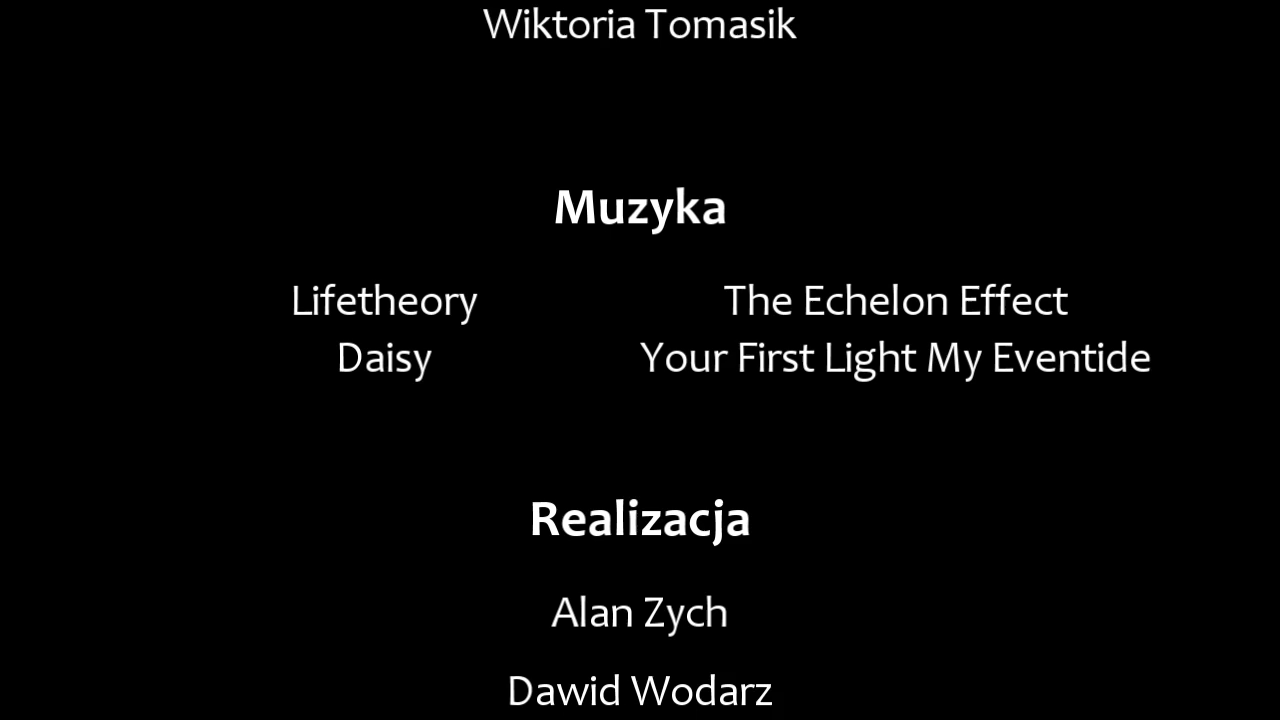 Wiktoria Tomasik
Muzyka
Lifetheory
Daisy
The Echelon Effect
Your First Light My Eventide
Realizacja
Alan Zych
Dawid Wodarz